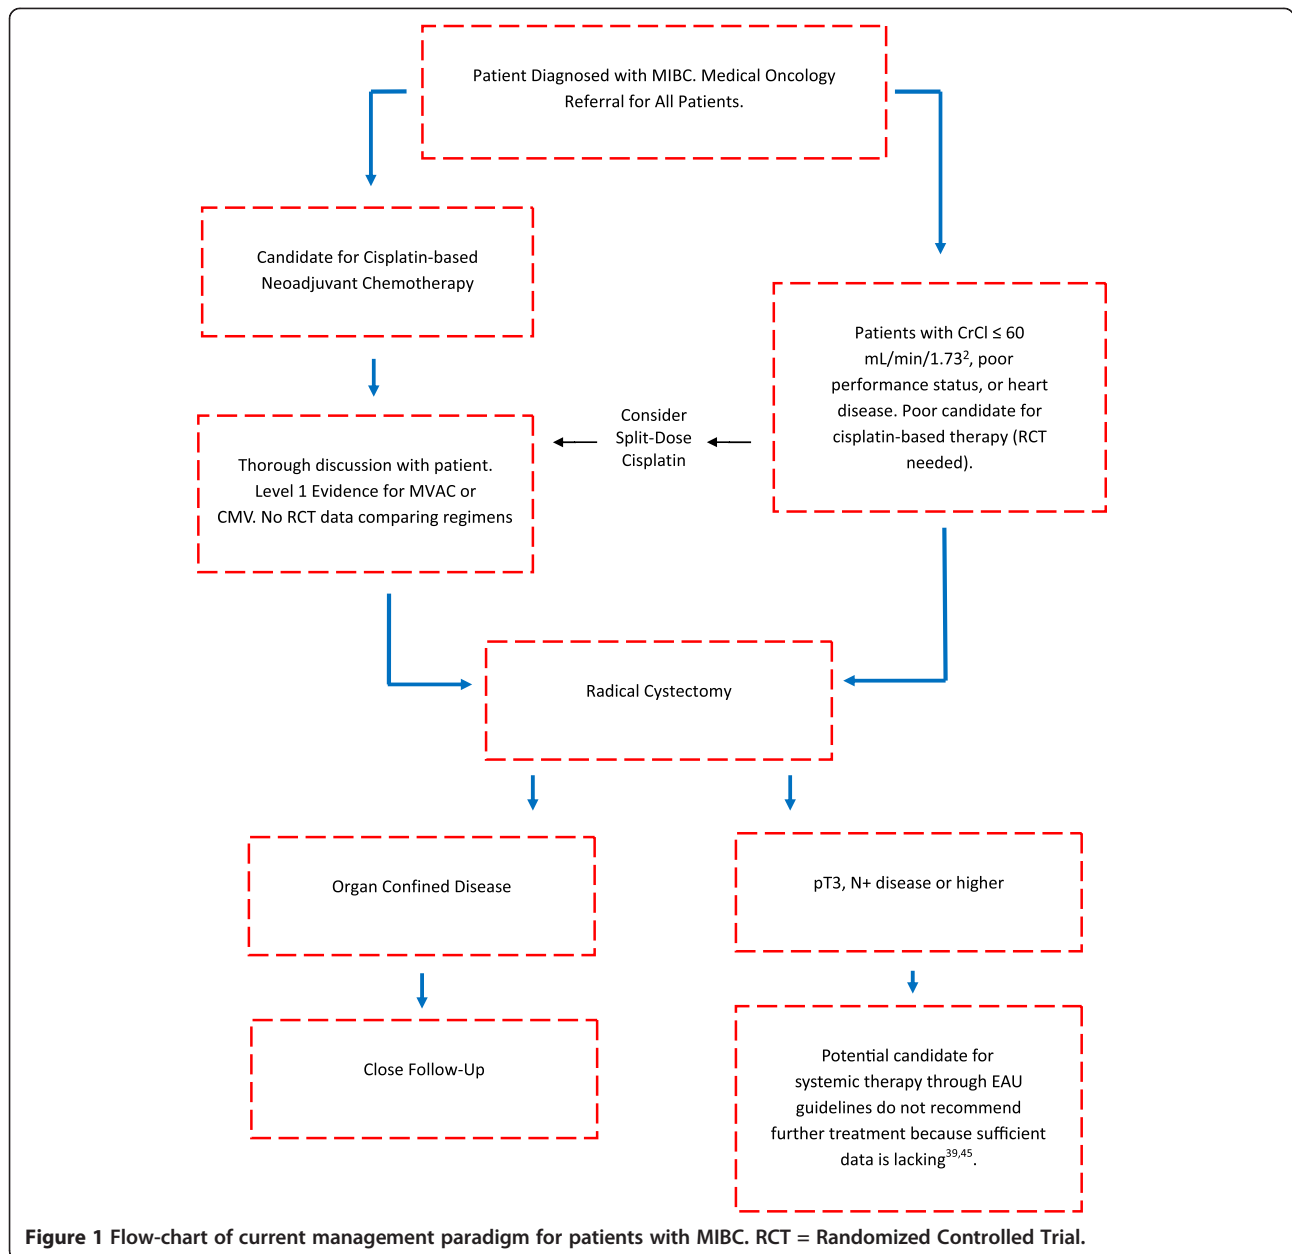 Patient Diagnosed with MIBC. Medical Oncology
Referral for All Patients.
Candidate for Cisplatin-based
Neoadjuvant Chemotherapy
Patients with CrCl ≤ 60
mL/min/1.73², poor
performance status, or heart
disease. Poor candidate for
cisplatin-based therapy (RCT
needed).
Consider
Split-Dose
Cisplatin
Thorough discussion with patient.
Level 1 Evidence for MVAC or
CMV. No RCT data comparing regimens
Radical Cystectomy
Organ Confined Disease
pT3, N+ disease or higher
Close Follow-Up
Potential candidate for
systemic therapy through EAU
guidelines do not recommend
further treatment because sufficient
data is lacking³⁹,⁴⁵.
Figure 1 Flow-chart of current management paradigm for patients with MIBC. RCT = Randomized Controlled Trial.